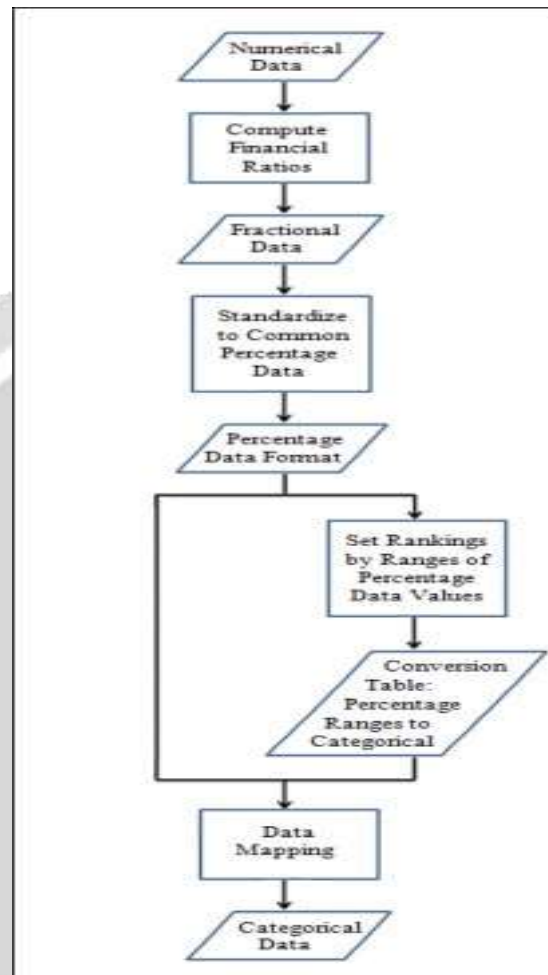 Numerical
Data
Compute
Financial
Ratios
Fractional
Data
Standardize
to Common
Percentage
Data
Percentage
Data Format
Set Rankings
by Ranges of
Percentage
Data Values
Conversion
Table:
Percentage
Ranges to
Categorical
Data
Mapping
Categorical
Data